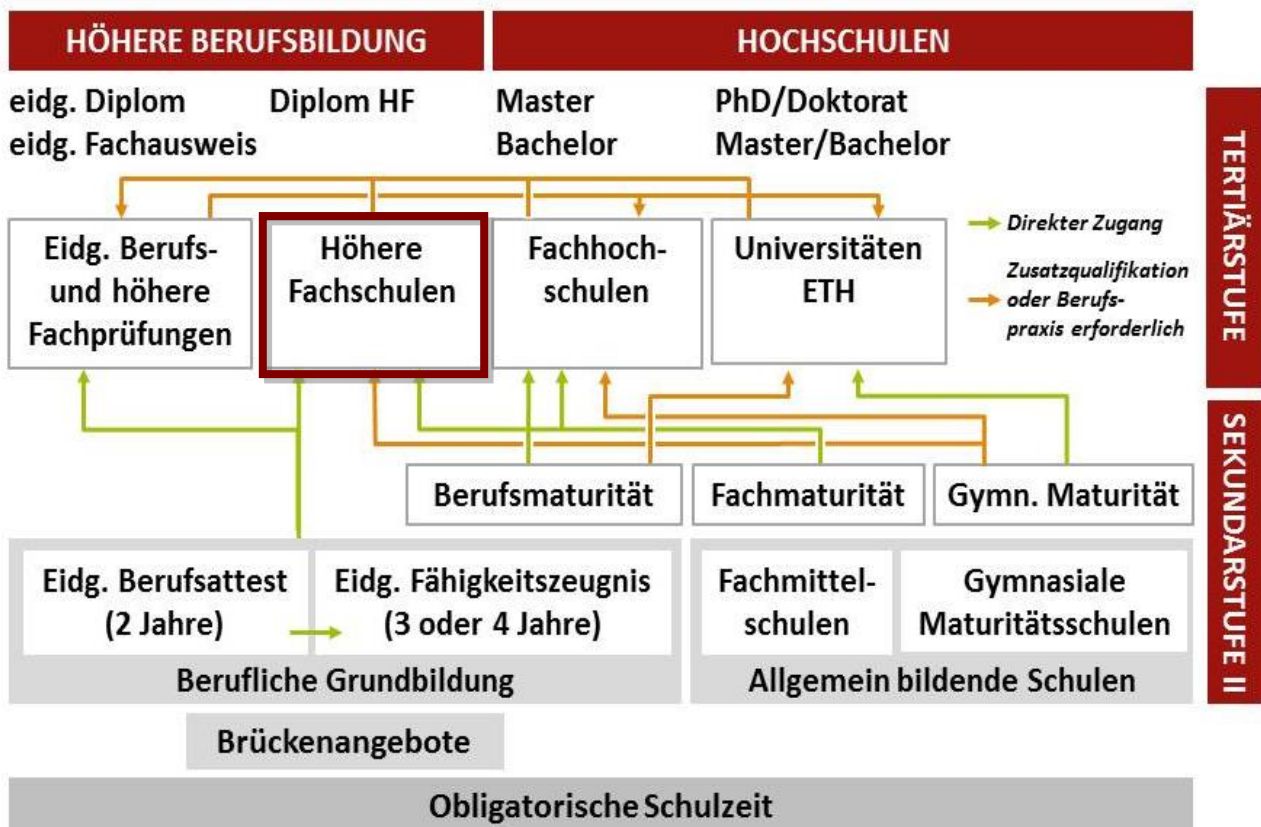 HÖHERE BERUFSBILDUNG
HOCHSCHULEN
eidg. Diplom
eidg. Fachausweis
Diplom HF
Master
Bachelor
PhD/Doktorat
Master/Bachelor
TERTIÄRSTUFE
Eidg. Berufs-
und höhere
Fachprüfungen
Höhere
Fachschulen
Fachhoch-
schulen
Universitäten
ETH
Direkter Zugang
Zusatzqualifikation
oder Berufs-
praxis erforderlich
SEKUNDARSTUFE II
Berufsmaturität
Fachmaturität
Gymn. Maturität
Eidg. Berufsattest
(2 Jahre)
Eidg. Fähigkeitszeugnis
(3 oder 4 Jahre)
Berufliche Grundbildung
Fachmittel-
schulen
Gymnasiale
Maturitätsschulen
Allgemein bildende Schulen
Brückenangebote
Obligatorische Schulzeit